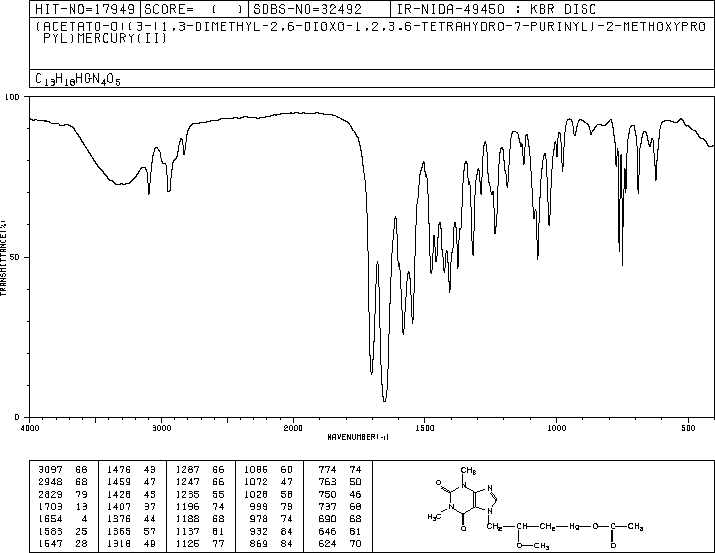 HIT-NO=17949 SCORE= ( ) SDBS-NO=32492 IR-NIDA-49450 : KBR DISC
(ACETATO-O)(3-(1,3-DIMETHYL-2,6-DIOXO-1,2,3,6-TETRAHYDRO-7-PURINYL)-2-METHOXYPRO
PYL)MERCURY(II)
C13H18HGN4O5
100
50
0
TRANSMITTANCE(%)
4000 3000 2000 1500 1000 500
WAVENUMBER(-1)
3097 68 1476 43 1287 66 1086 60 774 74
2948 68 1459 47 1247 66 1072 47 763 50
2829 79 1428 45 1235 55 1028 58 750 46
1703 13 1407 37 1196 74 999 79 737 68
1654 4 1376 44 1188 68 978 74 690 68
1583 25 1365 57 1137 81 932 84 646 81
1547 28 1318 49 1125 77 869 84 624 70
CH3
O N N
CH3 N N
O CH2 CH CH2 Hg O C CH3
O CH3 O